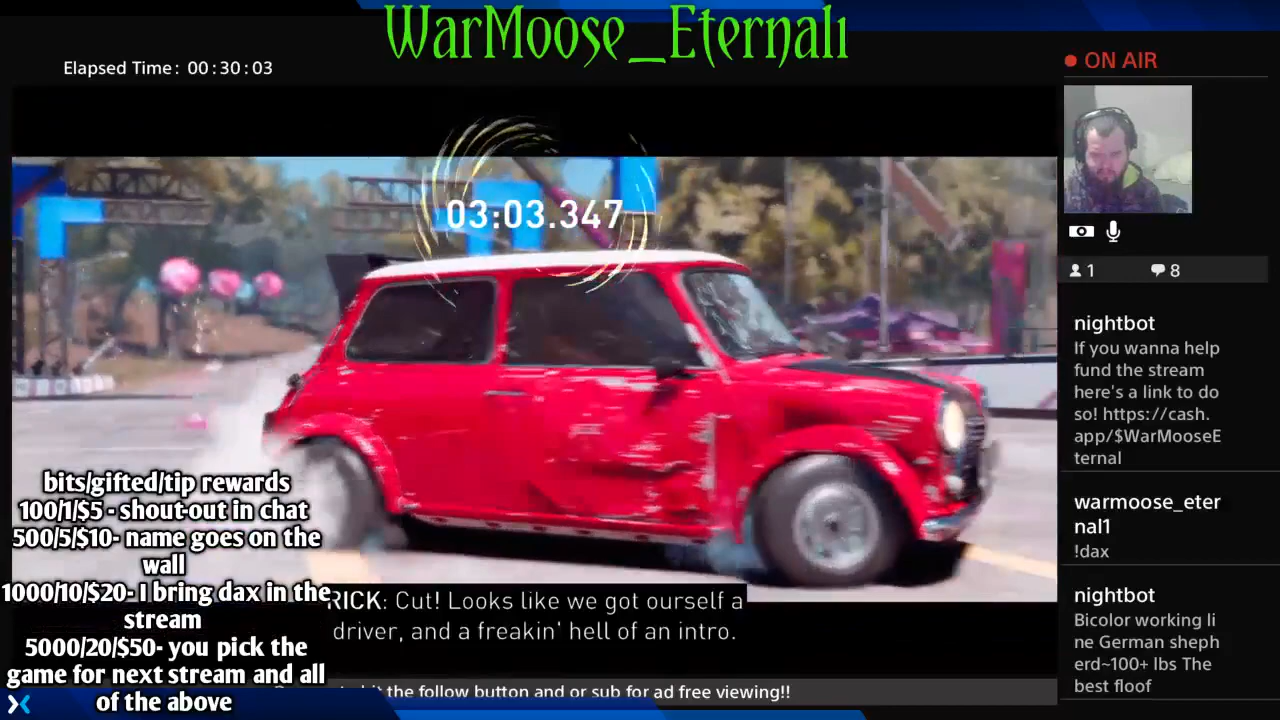 WarMoose_Eternal1
Elapsed Time: 00:30:03
ON AIR
03:03.347
1
8
nightbot
If you wanna help
fund the stream
here's a link to do
so! https://cash.
app/$WarMooseE
ternal
warmoose_eter
nal1
!dax
nightbot
Bicolor working li
ne German sheph
erd~100+ lbs The
best floof
bits/gifted/tip rewards
100/1/$5 - shout-out in chat
500/5/$10- name goes on the
wall
1000/10/$20- I bring dax in the
stream
5000/20/$50- you pick the
game for next stream and all
of the above
RICK: Cut! Looks like we got ourself a
driver, and a freakin' hell of an intro.
the follow button and or sub for ad free viewing!!